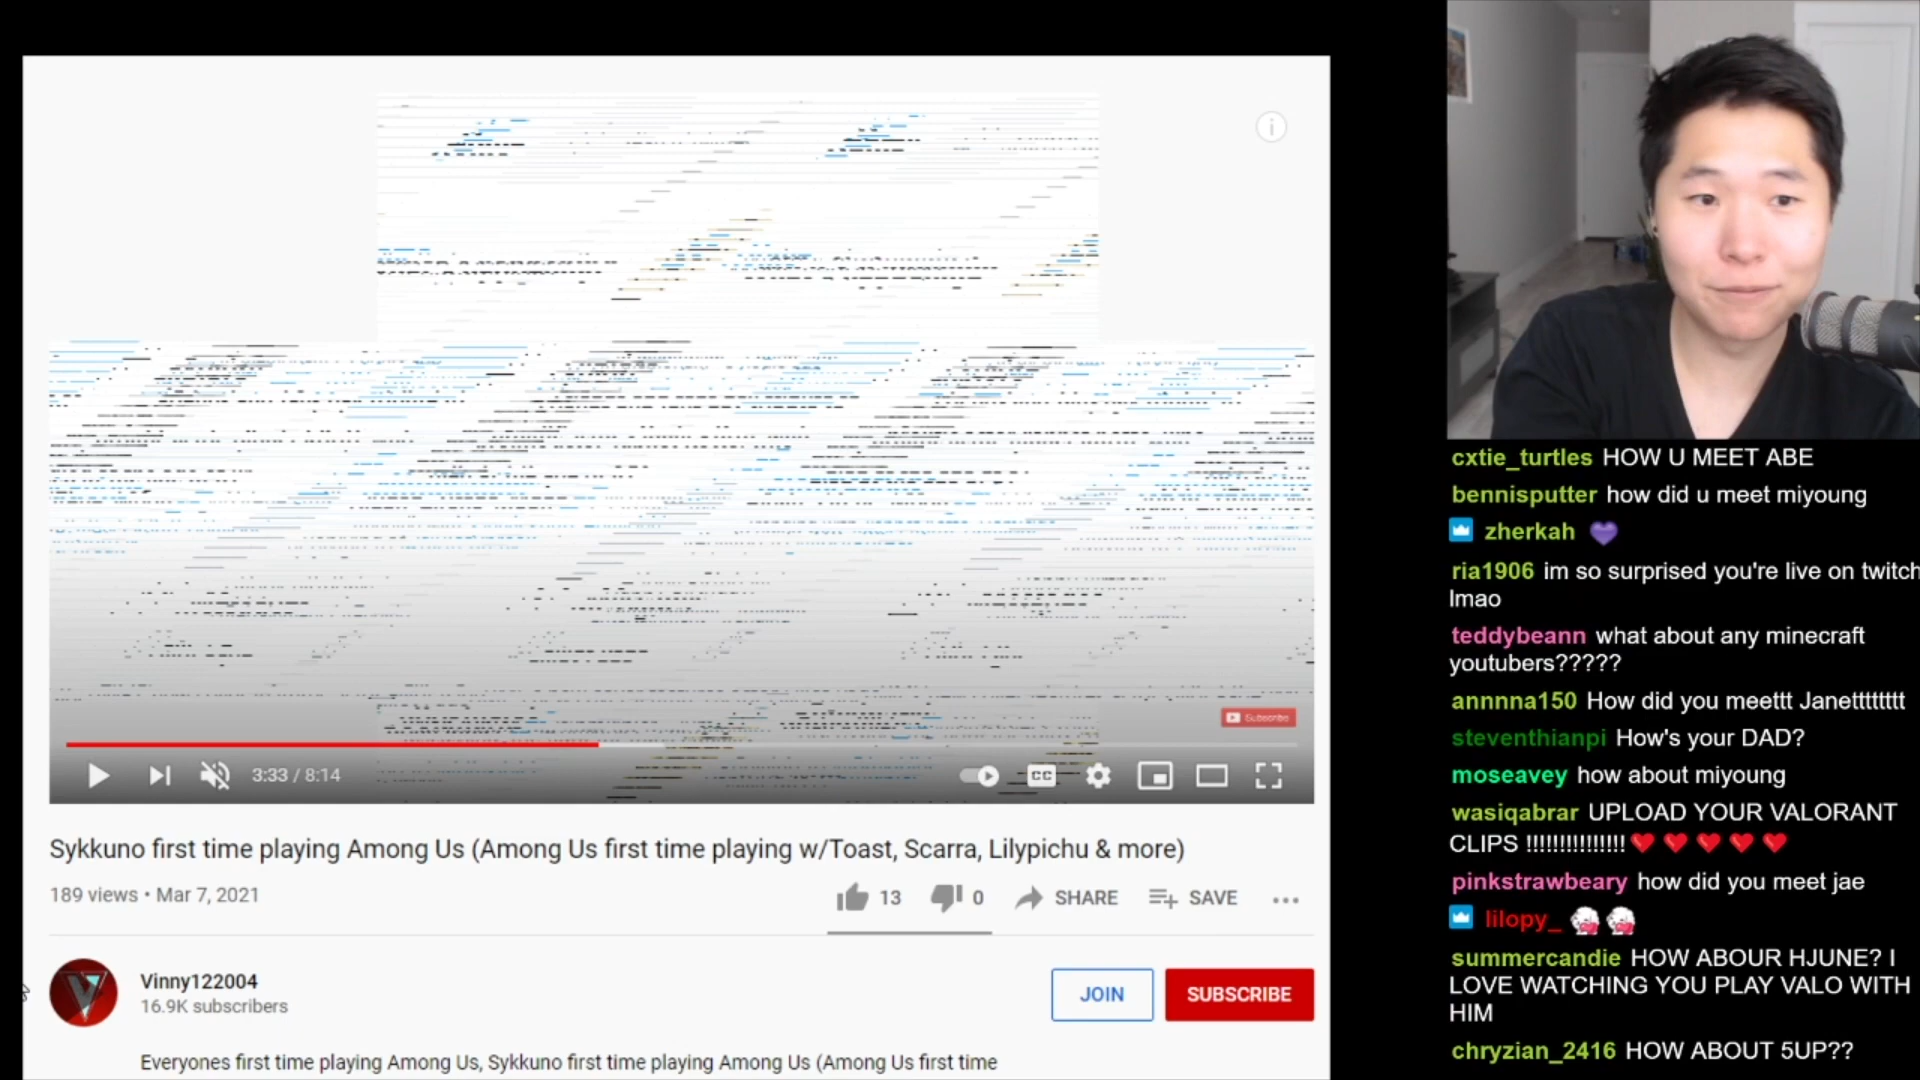 Subscribe
3:33 / 8:14
CC
Sykkuno first time playing Among Us (Among Us first time playing w/Toast, Scarra, Lilypichu & more)
189 views • Mar 7, 2021
13
0
SHARE
SAVE
Vinny122004
16.9K subscribers
JOIN
SUBSCRIBE
Everyones first time playing Among Us, Sykkuno first time playing Among Us (Among Us first time
cxtie_turtles HOW U MEET ABE
bennisputter how did u meet miyoung
zherkah
ria1906 im so surprised you're live on twitch
lmao
teddybeann what about any minecraft
youtubers?????
annnna150 How did you meettt Janetttttttt
steventhianpi How's your DAD?
moseavey how about miyoung
wasiqabrar UPLOAD YOUR VALORANT
CLIPS !!!!!!!!!!!!!!!
pinkstrawbeary how did you meet jae
lilopy_
summercandie HOW ABOUR HJUNE? I
LOVE WATCHING YOU PLAY VALO WITH
HIM
chryzian_2416 HOW ABOUT 5UP??